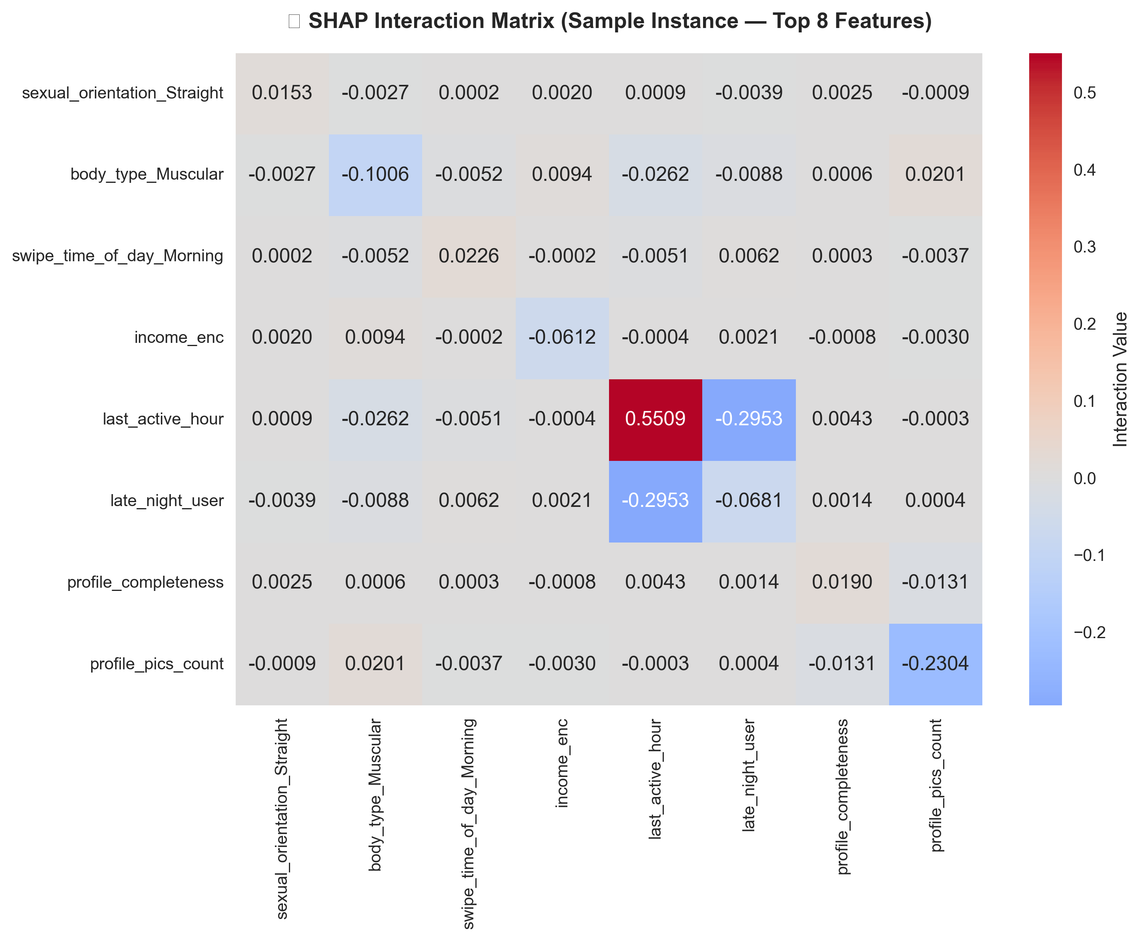 SHAP Interaction Matrix (Sample Instance — Top 8 Features)
sexual_orientation_Straight 0.0153 -0.0027 0.0002 0.0020 0.0009 -0.0039 0.0025 -0.0009
body_type_Muscular -0.0027 -0.1006 -0.0052 0.0094 -0.0262 -0.0088 0.0006 0.0201
swipe_time_of_day_Morning 0.0002 -0.0052 0.0226 -0.0002 -0.0051 0.0062 0.0003 -0.0037
income_enc 0.0020 0.0094 -0.0002 -0.0612 -0.0004 0.0021 -0.0008 -0.0030
last_active_hour 0.0009 -0.0262 -0.0051 -0.0004 0.5509 -0.2953 0.0043 -0.0003
late_night_user -0.0039 -0.0088 0.0062 0.0021 -0.2953 -0.0681 0.0014 0.0004
profile_completeness 0.0025 0.0006 0.0003 -0.0008 0.0043 0.0014 0.0190 -0.0131
profile_pics_count -0.0009 0.0201 -0.0037 -0.0030 -0.0003 0.0004 -0.0131 -0.2304
sexual_orientation_Straight
body_type_Muscular
swipe_time_of_day_Morning
income_enc
last_active_hour
late_night_user
profile_completeness
profile_pics_count
0.5
0.4
0.3
0.2
0.1
0.0
−0.1
−0.2
Interaction Value